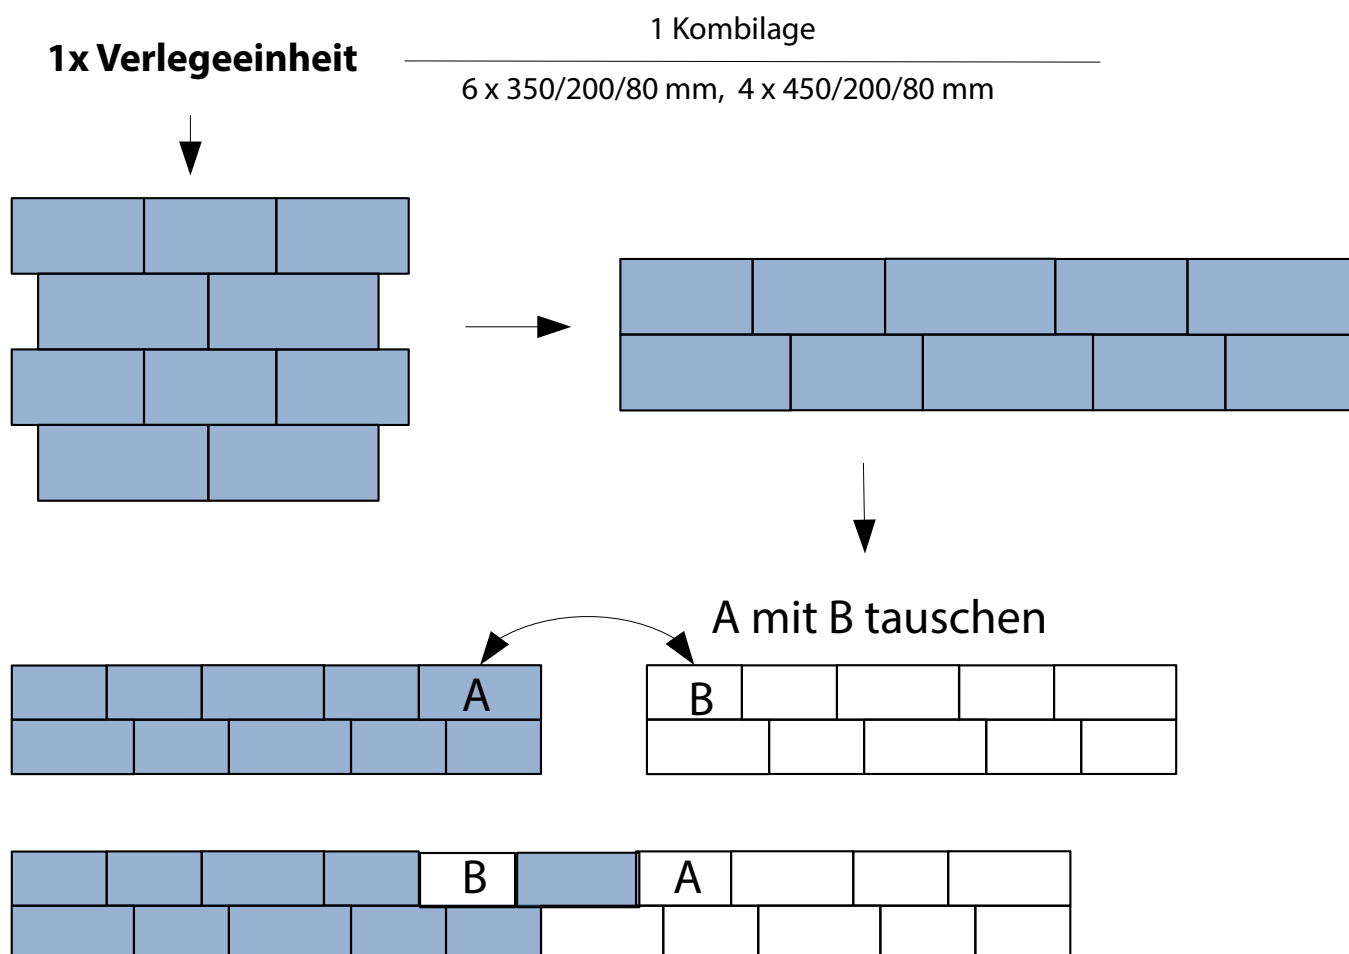 1x Verlegeeinheit
1 Kombilage
6 x 350/200/80 mm, 4 x 450/200/80 mm
A mit B tauschen
A
B
B
A